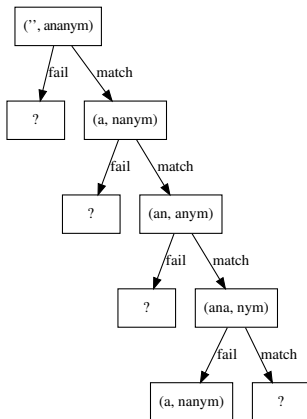 (’’, ananym)
fail match
? (a, nanym)
fail match
? (an, anym)
fail match
? (ana, nym)
fail match
(a, nanym) ?